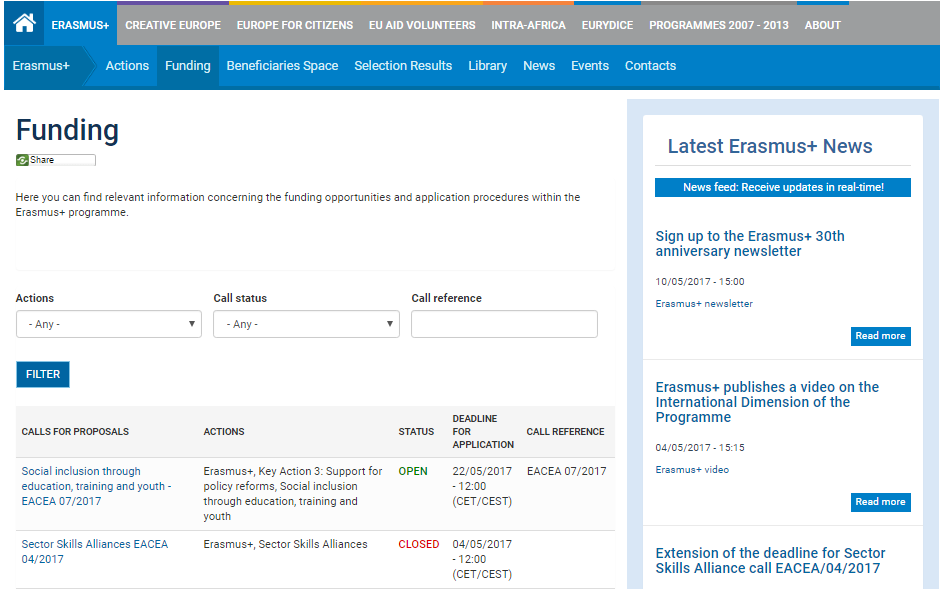 ERASMUS+ CREATIVE EUROPE EUROPE FOR CITIZENS EU AID VOLUNTEERS INTRA-AFRICA EURYDICE PROGRAMMES 2007 - 2013 ABOUT
Erasmus+ Actions Funding Beneficiaries Space Selection Results Library News Events Contacts
Funding
Share
Here you can find relevant information concerning the funding opportunities and application procedures within the
Erasmus+ programme.
Actions Call status Call reference
- Any - - Any -
FILTER
CALLS FOR PROPOSALS ACTIONS STATUS DEADLINE
FOR
APPLICATION CALL REFERENCE
Social inclusion through
education, training and youth -
EACEA 07/2017
Erasmus+, Key Action 3: Support for
policy reforms, Social inclusion
through education, training and
youth
OPEN
22/05/2017
- 12:00
(CET/CEST)
EACEA 07/2017
Sector Skills Alliances EACEA
04/2017
Erasmus+, Sector Skills Alliances
CLOSED
04/05/2017
- 12:00
(CET/CEST)
Latest Erasmus+ News
News feed: Receive updates in real-time!
Sign up to the Erasmus+ 30th
anniversary newsletter
10/05/2017 - 15:00
Erasmus+ newsletter
Read more
Erasmus+ publishes a video on the
International Dimension of the
Programme
04/05/2017 - 15:15
Erasmus+ video
Read more
Extension of the deadline for Sector
Skills Alliance call EACEA/04/2017